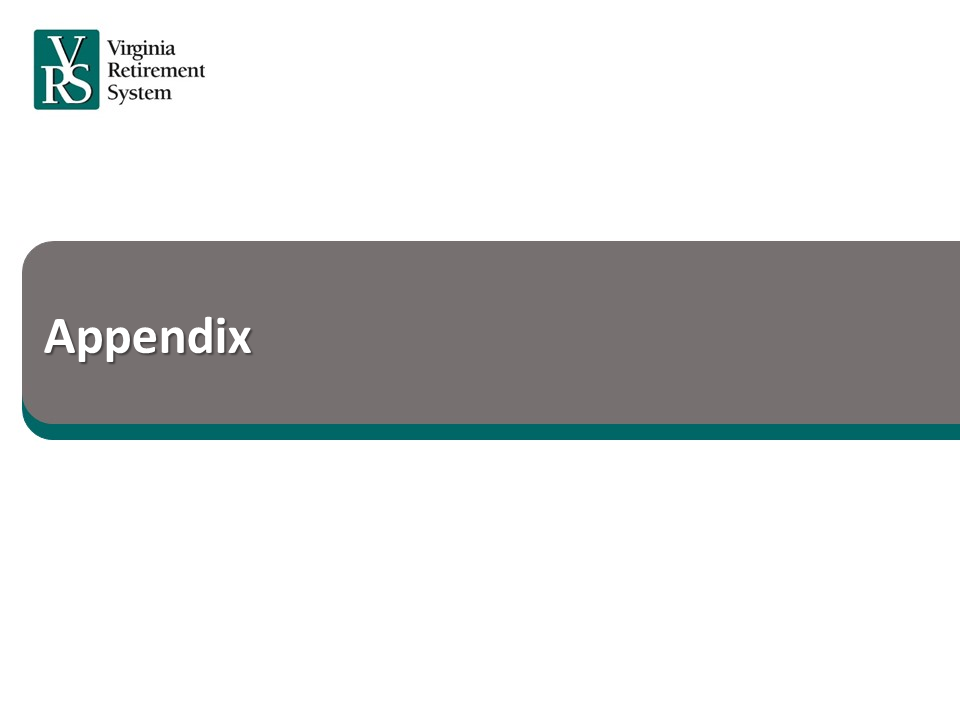 VRS
Virginia
Retirement
System
Appendix